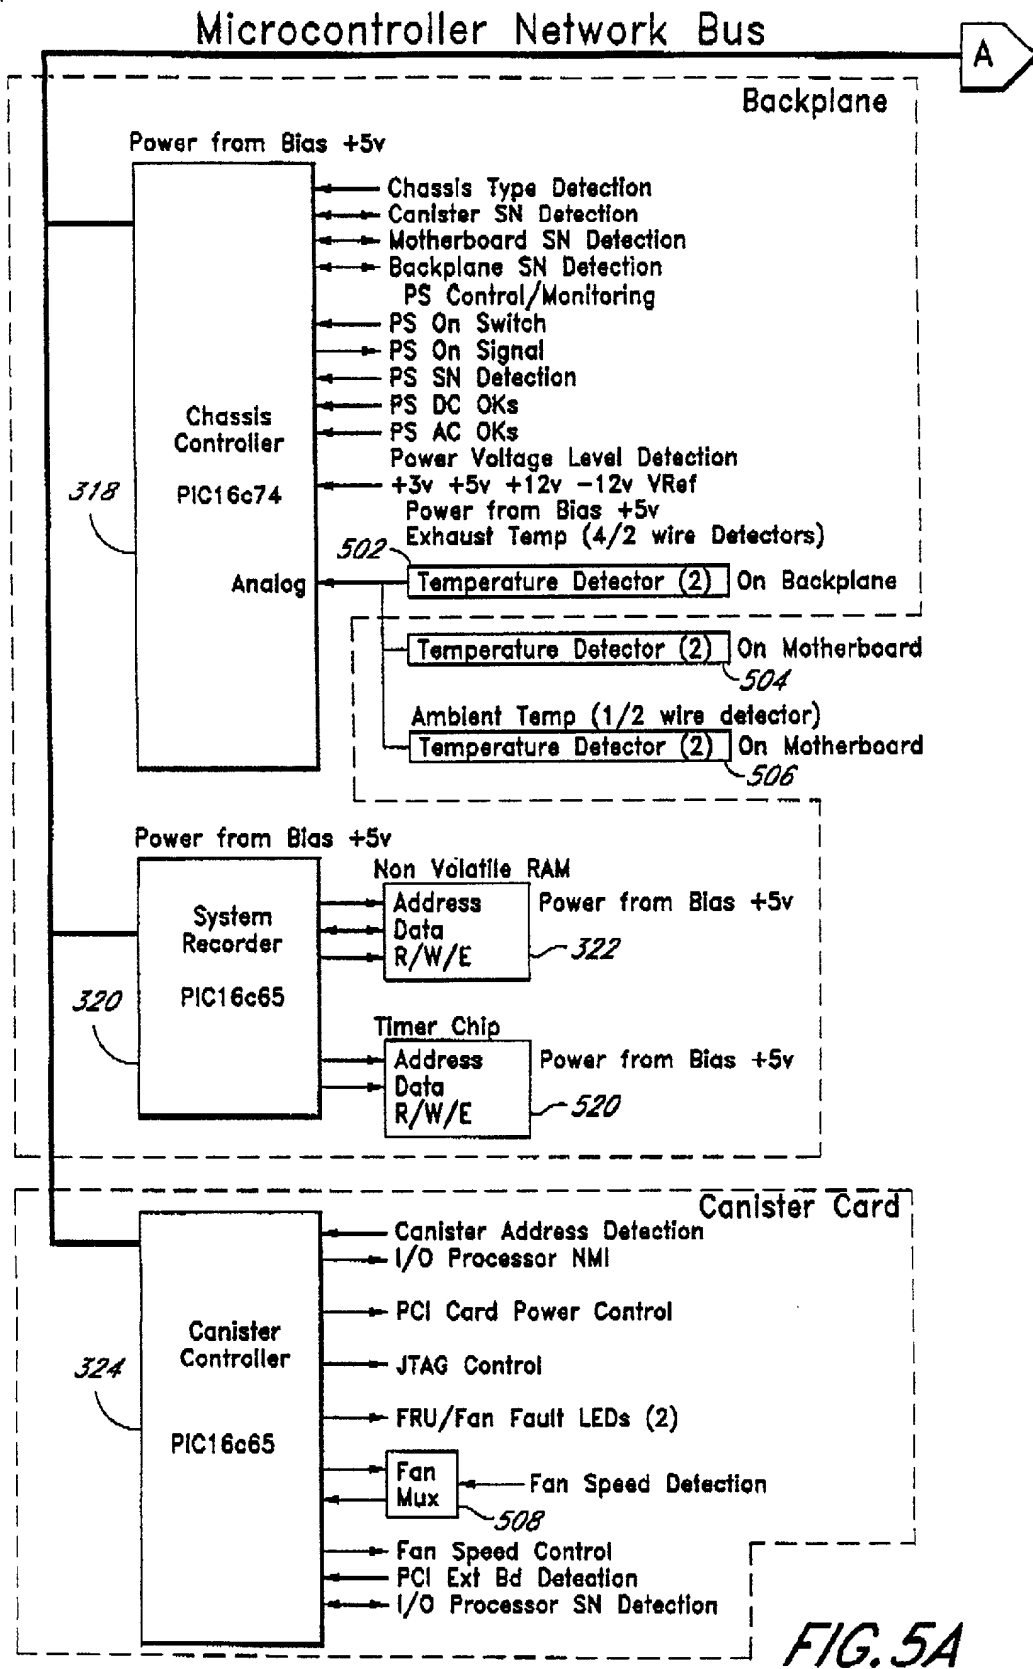 Microcontroller Network Bus
A
Backplane
Power from Bias +5v
Chassis Type Detection
Canister SN Detection
Motherboard SN Detection
Backplane SN Detection
PS Control/Monitoring
PS On Switch
PS On Signal
PS SN Detection
PS DC OKs
PS AC OKs
Power Voltage Level Detection
+3v +5v +12v -12v VRef
Power from Bias +5v
Exhaust Temp (4/2 wire Detectors)
Chassis
Controller
PIC16c74
318
502
Analog
Temperature Detector (2) On Backplane
Temperature Detector (2) On Motherboard
504
Ambient Temp (1/2 wire detector)
Temperature Detector (2) On Motherboard
506
Power from Bias +5v
Non Volatile RAM
System
Recorder
PIC16c65
320
Address
Data
R/W/E
Power from Bias +5v
322
Timer Chip
Address
Data
R/W/E
Power from Bias +5v
520
Canister Card
Canister Address Detection
I/O Processor NMI
PCI Card Power Control
JTAG Control
FRU/Fan Fault LEDs (2)
Canister
Controller
PIC16c65
324
Fan
Mux
Fan Speed Detection
508
Fan Speed Control
PCI Ext Bd Detection
I/O Processor SN Detection
FIG. 5A